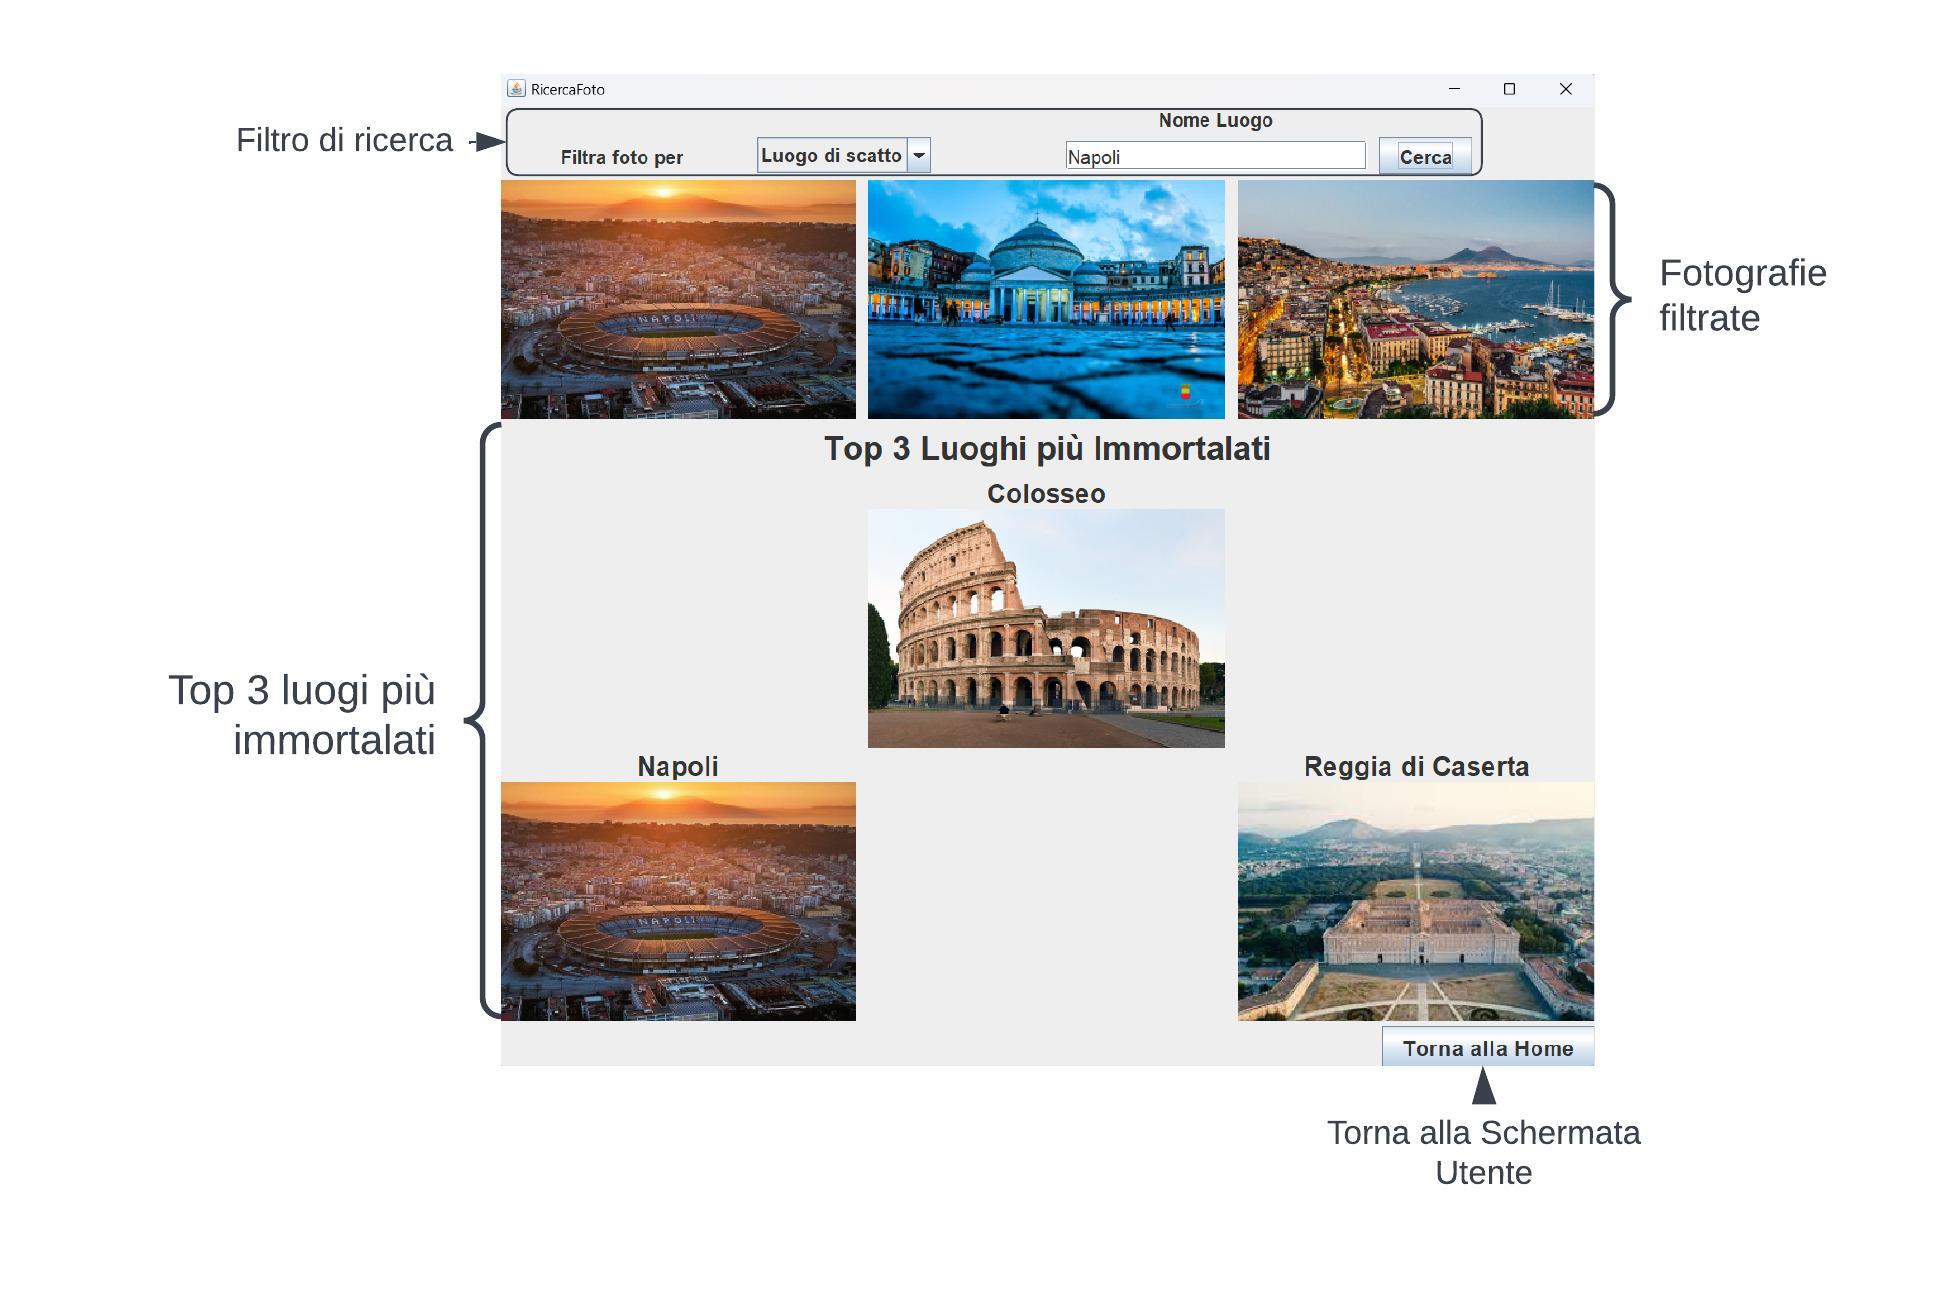 RicercaFoto
Nome Luogo
Filtro di ricerca
Filtra foto per
Luogo di scatto
Napoli
Cerca
NAPOLI
Fotografie
filtrate
Top 3 Luoghi più Immortalati
Colosseo
Top 3 luogi più
immortalati
Napoli
Reggia di Caserta
NAPOLI
Torna alla Home
Torna alla Schermata
Utente